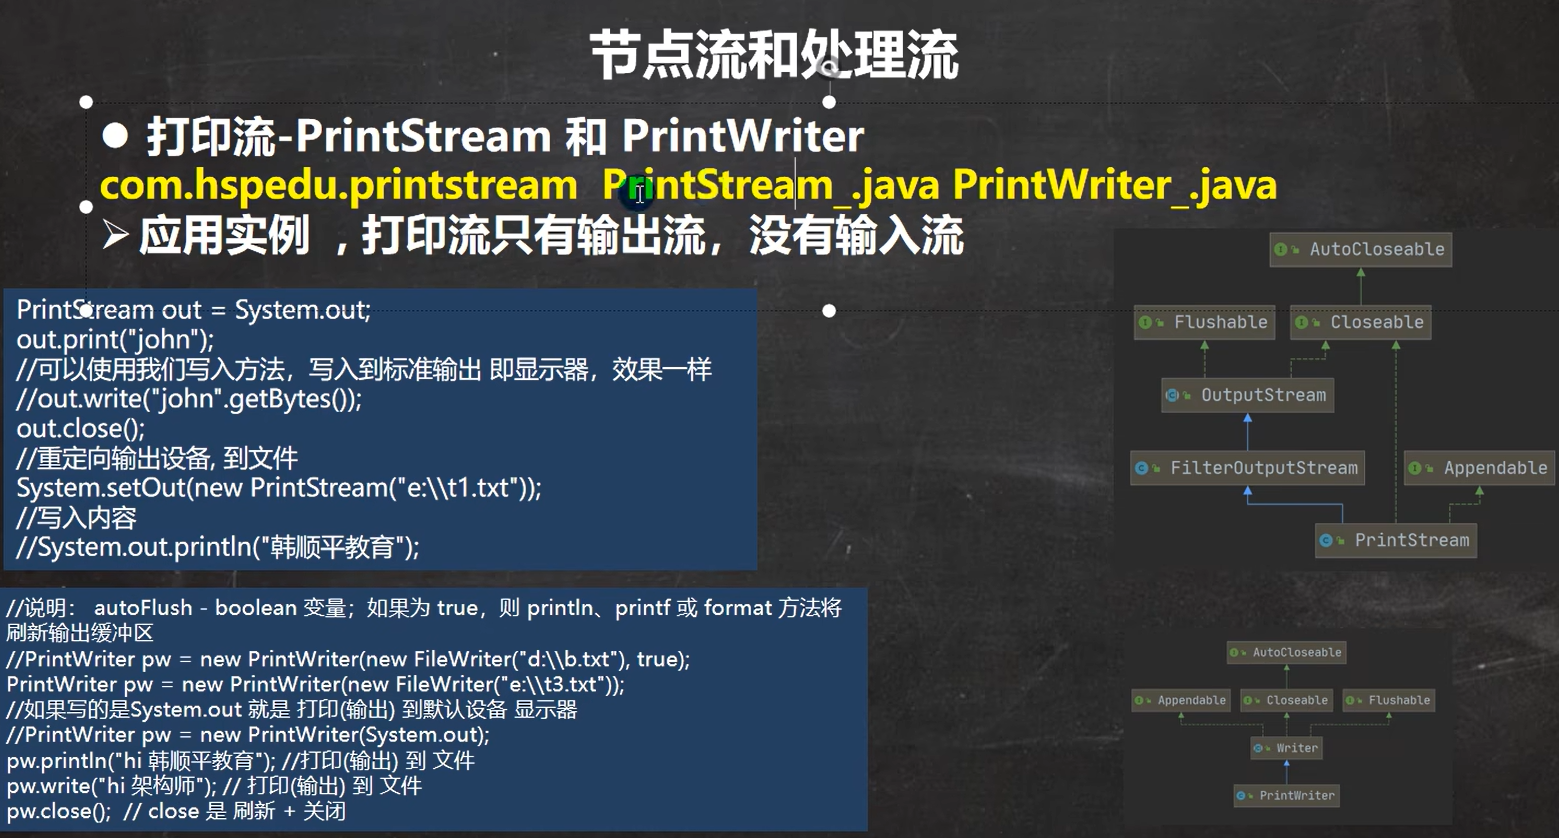 节点流和处理流
● 打印流-PrintStream 和 PrintWriter
com.hspedu.printstream PrintStream_.java PrintWriter_.java
➢ 应用实例 ，打印流只有输出流，没有输入流
PrintStream out = System.out;
out.print("john");
//可以使用我们写入方法，写入到标准输出 即显示器，效果一样
//out.write("john".getBytes());
out.close();
//重定向输出设备, 到文件
System.setOut(new PrintStream("e:\\t1.txt"));
//写入内容
//System.out.println("韩顺平教育");
//说明： autoFlush - boolean 变量；如果为 true，则 println、printf 或 format 方法将
刷新输出缓冲区
//PrintWriter pw = new PrintWriter(new FileWriter("d:\\b.txt"), true);
PrintWriter pw = new PrintWriter(new FileWriter("e:\\t3.txt"));
//如果写的是System.out 就是 打印(输出) 到默认设备 显示器
//PrintWriter pw = new PrintWriter(System.out);
pw.println("hi 韩顺平教育"); //打印(输出) 到 文件
pw.write("hi 架构师"); // 打印(输出) 到 文件
pw.close(); // close 是 刷新 + 关闭
AutoCloseable
Flushable Closeable
OutputStream
FilterOutputStream Appendable
PrintStream
AutoCloseable
Appendable Closeable Flushable
Writer
PrintWriter